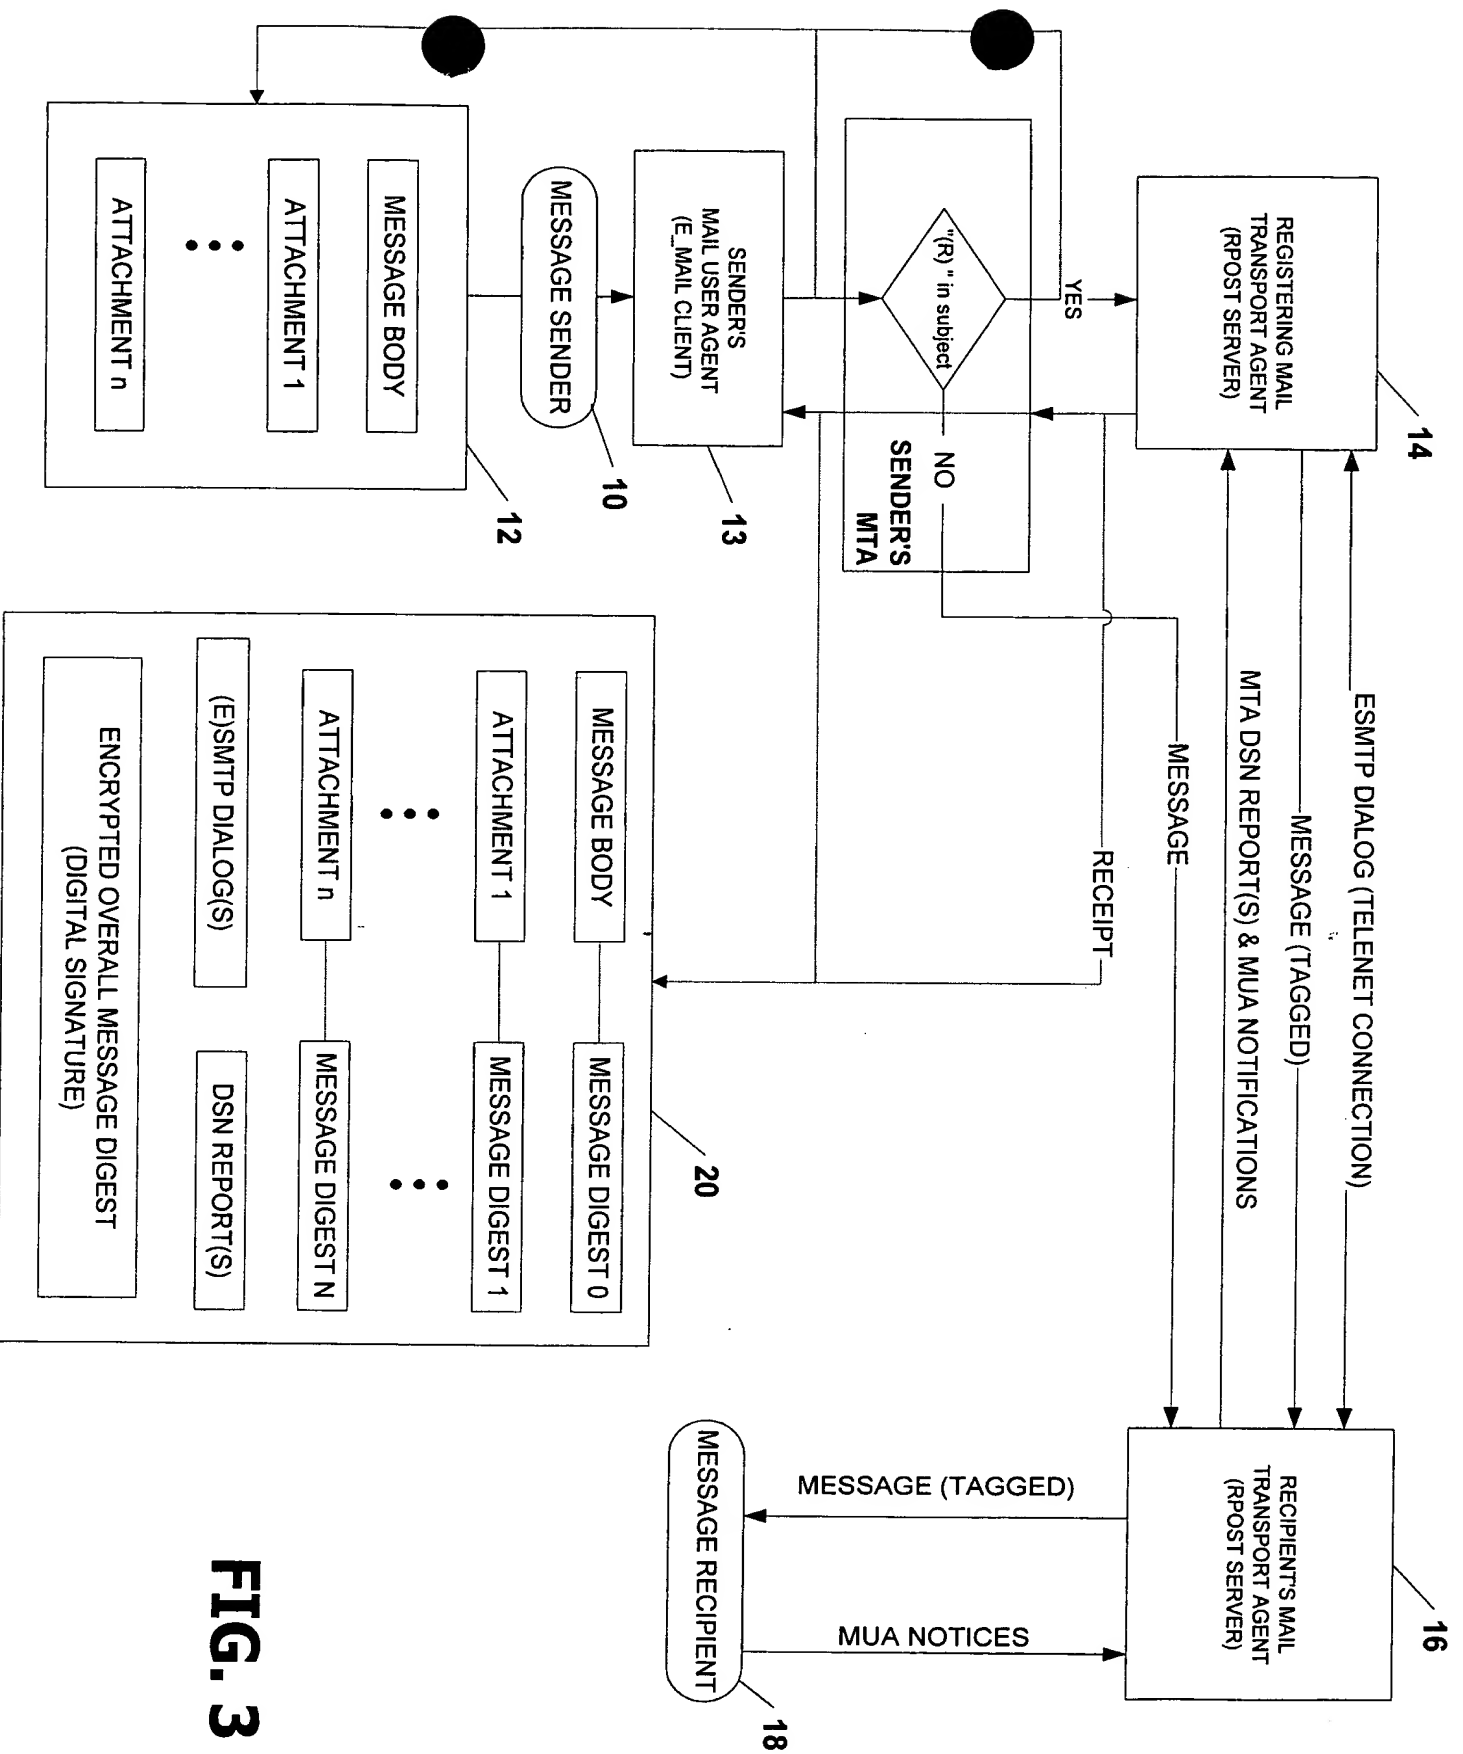 REGISTERING MAIL
TRANSPORT AGENT
(RPOST SERVER)
14
ESMTP DIALOG (TELENET CONNECTION)
MESSAGE (TAGGED)
MTA DSN REPORT(S) & MUA NOTIFICATIONS
RECIPIENT'S MAIL
TRANSPORT AGENT
(RPOST SERVER)
16
YES
"(R) " in subject
NO
SENDER'S
MTA
MESSAGE
RECEIPT
MESSAGE (TAGGED)
MUA NOTICES
SENDER'S
MAIL USER AGENT
(E_MAIL CLIENT)
13
MESSAGE SENDER
10
MESSAGE RECIPIENT
18
MESSAGE BODY
ATTACHMENT 1
ATTACHMENT n
12
20
MESSAGE BODY
MESSAGE DIGEST 0
ATTACHMENT 1
MESSAGE DIGEST 1
ATTACHMENT n
MESSAGE DIGEST N
(E)SMTP DIALOG(S)
DSN REPORT(S)
ENCRYPTED OVERALL MESSAGE DIGEST
(DIGITAL SIGNATURE)
FIG. 3